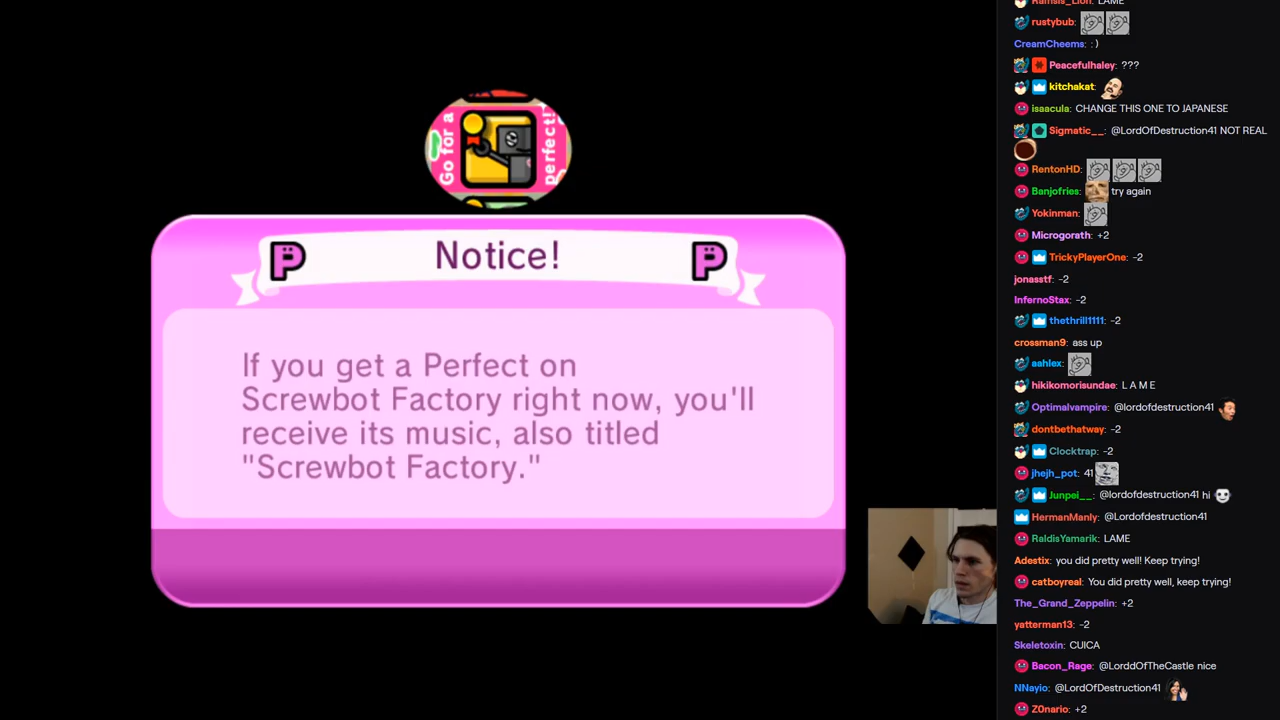 Go for a
perfect!
P Notice! P
If you get a Perfect on
Screwbot Factory right now, you'll
receive its music, also titled
"Screwbot Factory."
Ramsis_Lion: LAME
rustybub:
CreamCheems: : )
Peacefulhaley: ???
kitchakat:
isaacula: CHANGE THIS ONE TO JAPANESE
Sigmatic__: @LordOfDestruction41 NOT REAL
RentonHD:
Banjofries: try again
Yokinman:
Microgorath: +2
TrickyPlayerOne: -2
jonasstf: -2
InfernoStax: -2
thethrill1111: -2
crossman9: ass up
aahlex:
hikikomorisundae: L A M E
Optimalvampire: @lordofdestruction41
dontbethatway: -2
Clocktrap: -2
jhejh_pot: 41
Junpei__: @lordofdestruction41 hi
HermanManly: @Lordofdestruction41
RaldisYamarik: LAME
Adestix: you did pretty well! Keep trying!
catboyreal: You did pretty well, keep trying!
The_Grand_Zeppelin: +2
yatterman13: -2
Skeletoxin: CUICA
Bacon_Rage: @LorddOfTheCastle nice
NNayio: @LordOfDestruction41
Z0nario: +2